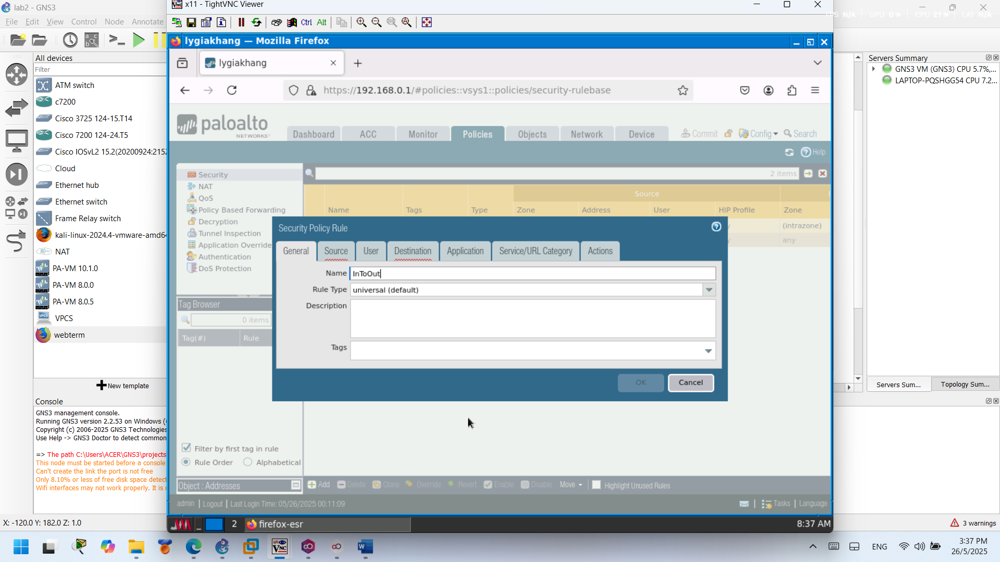 lab2 - GNS3
File Edit View Control Node Annotate
x11 - TightVNC Viewer
Ctrl Alt
FPS N/A GPU 0% CPU 21% LAT N/A
lygiakhang — Mozilla Firefox
lygiakhang
https://192.168.0.1/#policies::vsys1::policies/security-rulebase
paloalto
NETWORKS
Dashboard ACC Monitor Policies Objects Network Device
Commit Config Search
Help
All devices
Filter
ATM switch
c7200
Cisco 3725 124-15.T14
Cisco 7200 124-24.T5
Cisco IOSvL2 15.2(20200924:215
Cloud
Ethernet hub
Ethernet switch
Frame Relay switch
kali-linux-2024.4-vmware-amd6
NAT
PA-VM 10.1.0
PA-VM 8.0.0
PA-VM 8.0.5
VPCS
webterm
New template
Security
NAT
QoS
Policy Based Forwarding
Decryption
Tunnel Inspection
Application Override
Authentication
DoS Protection
2 items
Source
Name Tags Type Zone Address User HIP Profile Zone
(intrazone)
any
Security Policy Rule
General Source User Destination Application Service/URL Category Actions
Name InToOut
Rule Type universal (default)
Description
Tags
OK Cancel
Tag Browser
0 items
Tag(#) Rule
Filter by first tag in rule
Rule Order Alphabetical
Object : Addresses
Add Delete Clone Override Revert Enable Disable Move Highlight Unused Rules
admin | Logout | Last Login Time: 05/26/2025 00:11:09
Tasks | Language
2 firefox-esr
8:37 AM
Servers Summary
GNS3 VM (GNS3) CPU 5.7%,...
LAPTOP-PQSHGG54 CPU 7.2...
Servers Sum... Topology Sum...
Console
GNS3 management console.
Running GNS3 version 2.2.53 on Windows (
Copyright (c) 2006-2025 GNS3 Technologies
Use Help -> GNS3 Doctor to detect common
=> The path C:\Users\ACER\GNS3\projects
This node must be started before a console
Can't create the link the port is not free
Only 8.10% or less of free disk space detect
Wifi interfaces may not work properly. It is
X: -120.0 Y: 182.0 Z: 1.0
3 warnings
ENG
3:37 PM
26/5/2025